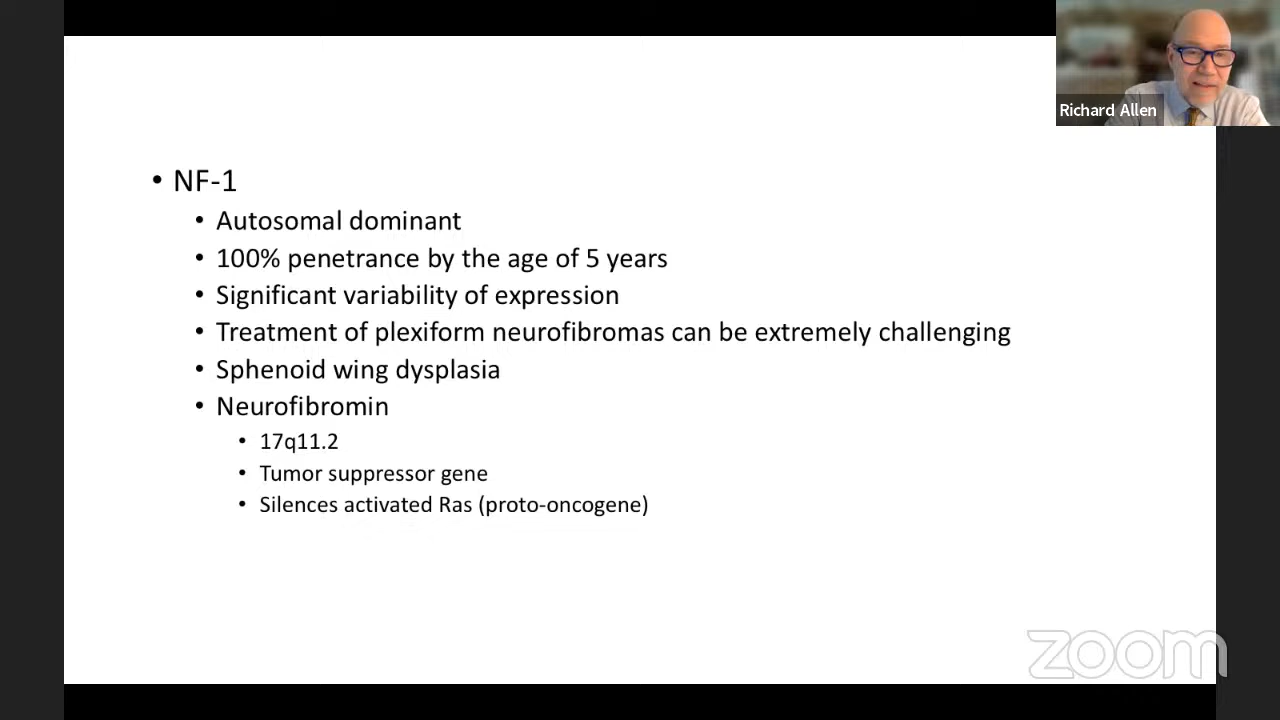 Richard Allen
• NF-1
• Autosomal dominant
• 100% penetrance by the age of 5 years
• Significant variability of expression
• Treatment of plexiform neurofibromas can be extremely challenging
• Sphenoid wing dysplasia
• Neurofibromin
• 17q11.2
• Tumor suppressor gene
• Silences activated Ras (proto-oncogene)
zoom